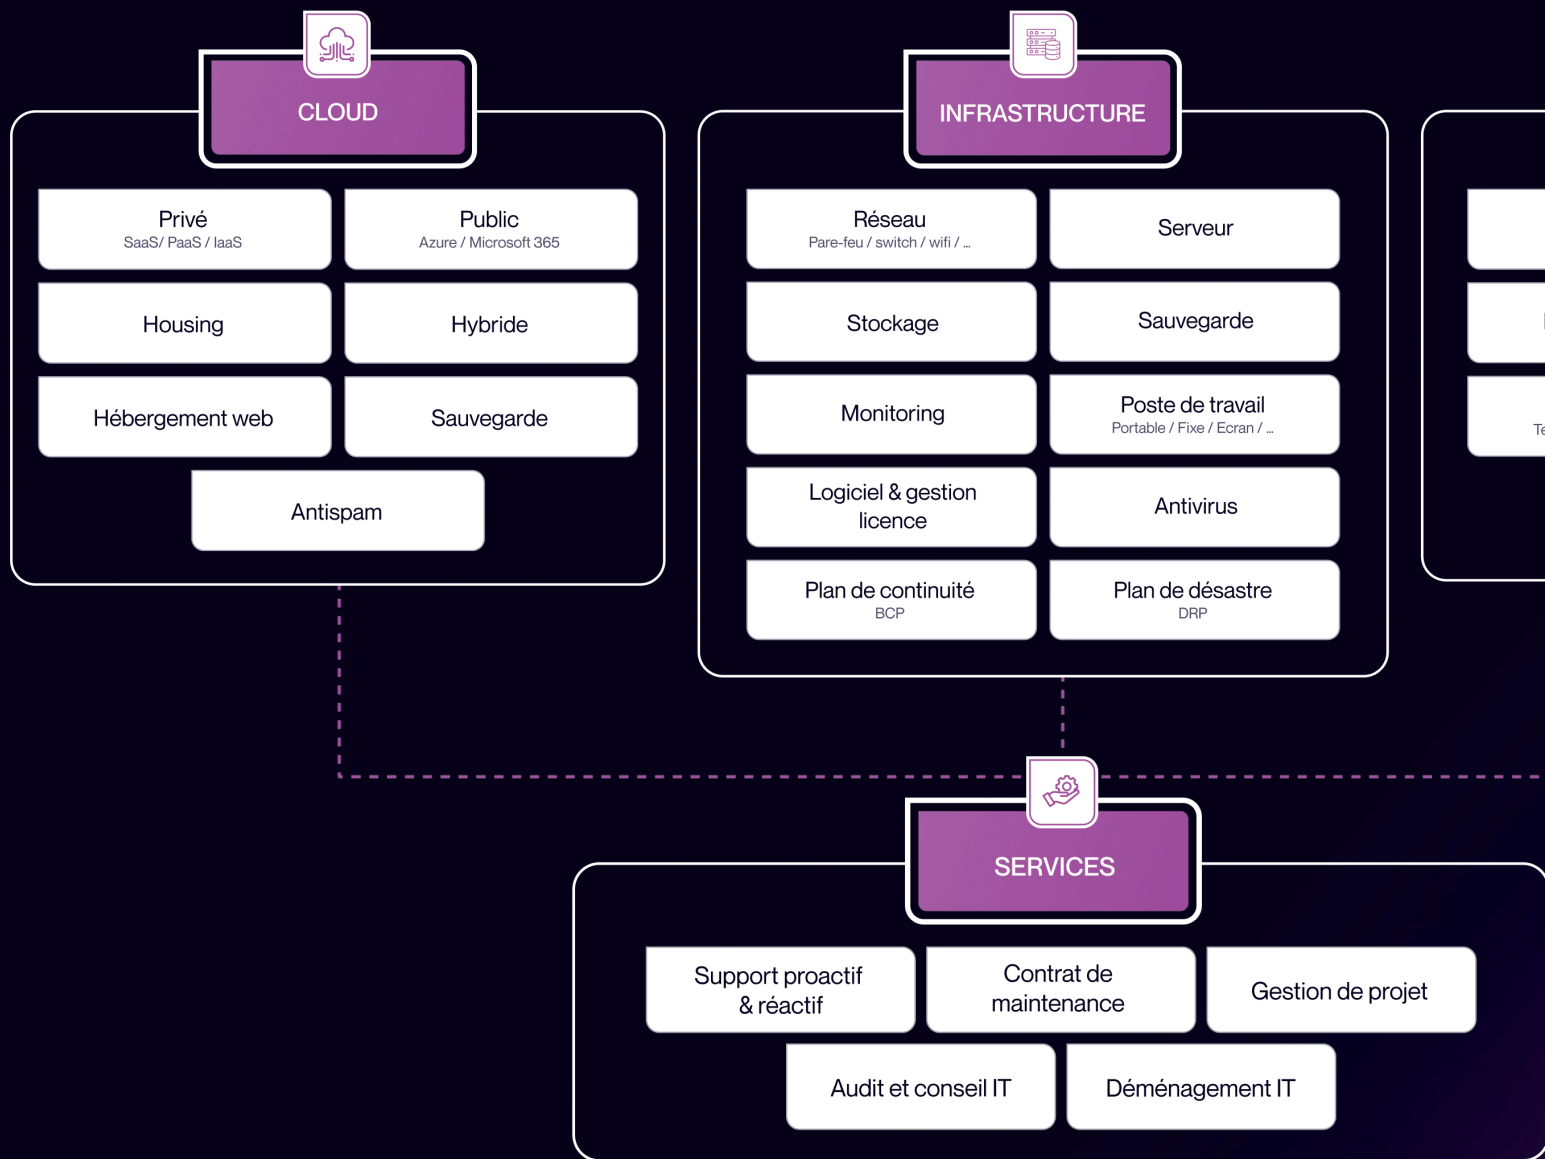 CLOUD
Privé
SaaS/ PaaS / IaaS
Public
Azure / Microsoft 365
Housing
Hybride
Hébergement web
Sauvegarde
Antispam
INFRASTRUCTURE
Réseau
Pare-feu / switch / wifi / ...
Serveur
Stockage
Sauvegarde
Monitoring
Poste de travail
Portable / Fixe / Ecran / ...
Logiciel & gestion
licence
Antivirus
Plan de continuité
BCP
Plan de désastre
DRP
SERVICES
Support proactif
& réactif
Contrat de
maintenance
Gestion de projet
Audit et conseil IT
Déménagement IT